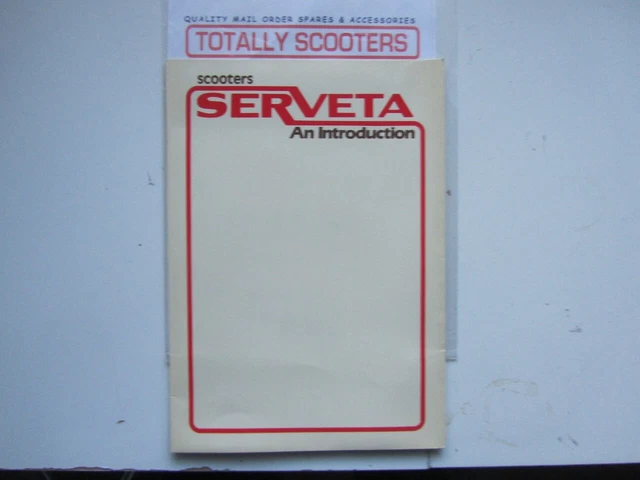 QUALITY MAIL ORDER SPARES & ACCESSORIES
TOTALLY SCOOTERS
scooters
SERVETA
An Introduction